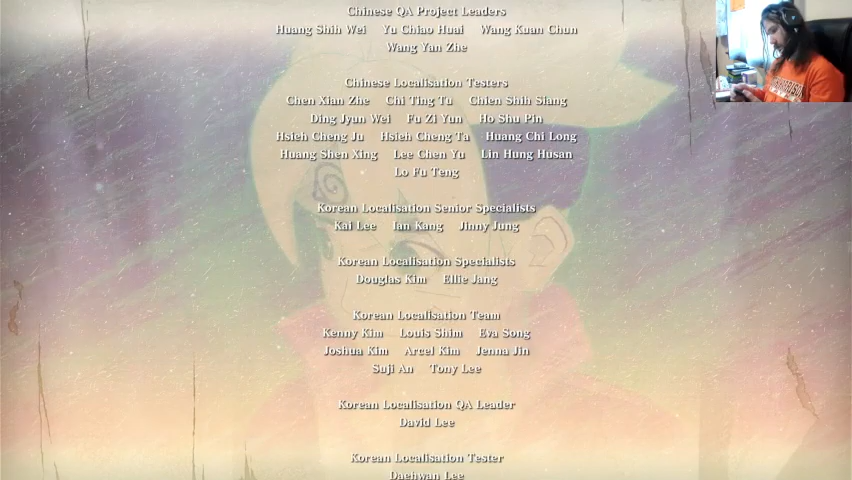 Chinese QA Project Leaders
Huang Shih Wei Yu Chiao Huai Wang Kuan Chun
Wang Yan Zhe
Chinese Localisation Testers
Chen Xian Zhe Chi Ting Tu Chien Shih Siang
Ding Jyun Wei Fu Zi Yun Ho Shu Pin
Hsieh Cheng Ju Hsieh Cheng Ta Huang Chi Long
Huang Shen Xing Lee Chen Yu Lin Hung Husan
Lo Fu Teng
Korean Localisation Senior Specialists
Kai Lee Ian Kang Jinny Jung
Korean Localisation Specialists
Douglas Kim Ellie Jang
Korean Localisation Team
Kenny Kim Louis Shim Eva Song
Joshua Kim Arcel Kim Jenna Jin
Suji An Tony Lee
Korean Localisation QA Leader
David Lee
Korean Localisation Tester
Daehwan Lee